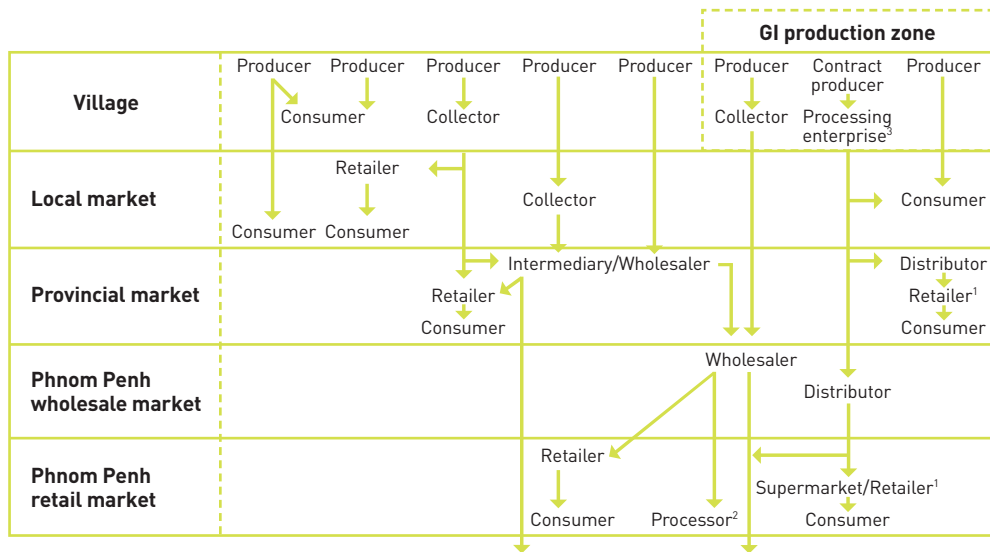 GI production zone
Village
Producer Producer Producer Producer Producer Producer Contract producer Producer
Consumer Collector Collector Processing enterprise³
Local market
Retailer
Collector Consumer
Consumer Consumer
Provincial market
Intermediary/Wholesaler Distributor
Retailer Retailer¹
Consumer Consumer
Phnom Penh
wholesale market
Wholesaler
Distributor
Phnom Penh
retail market
Retailer
Supermarket/Retailer¹
Consumer Processor² Consumer